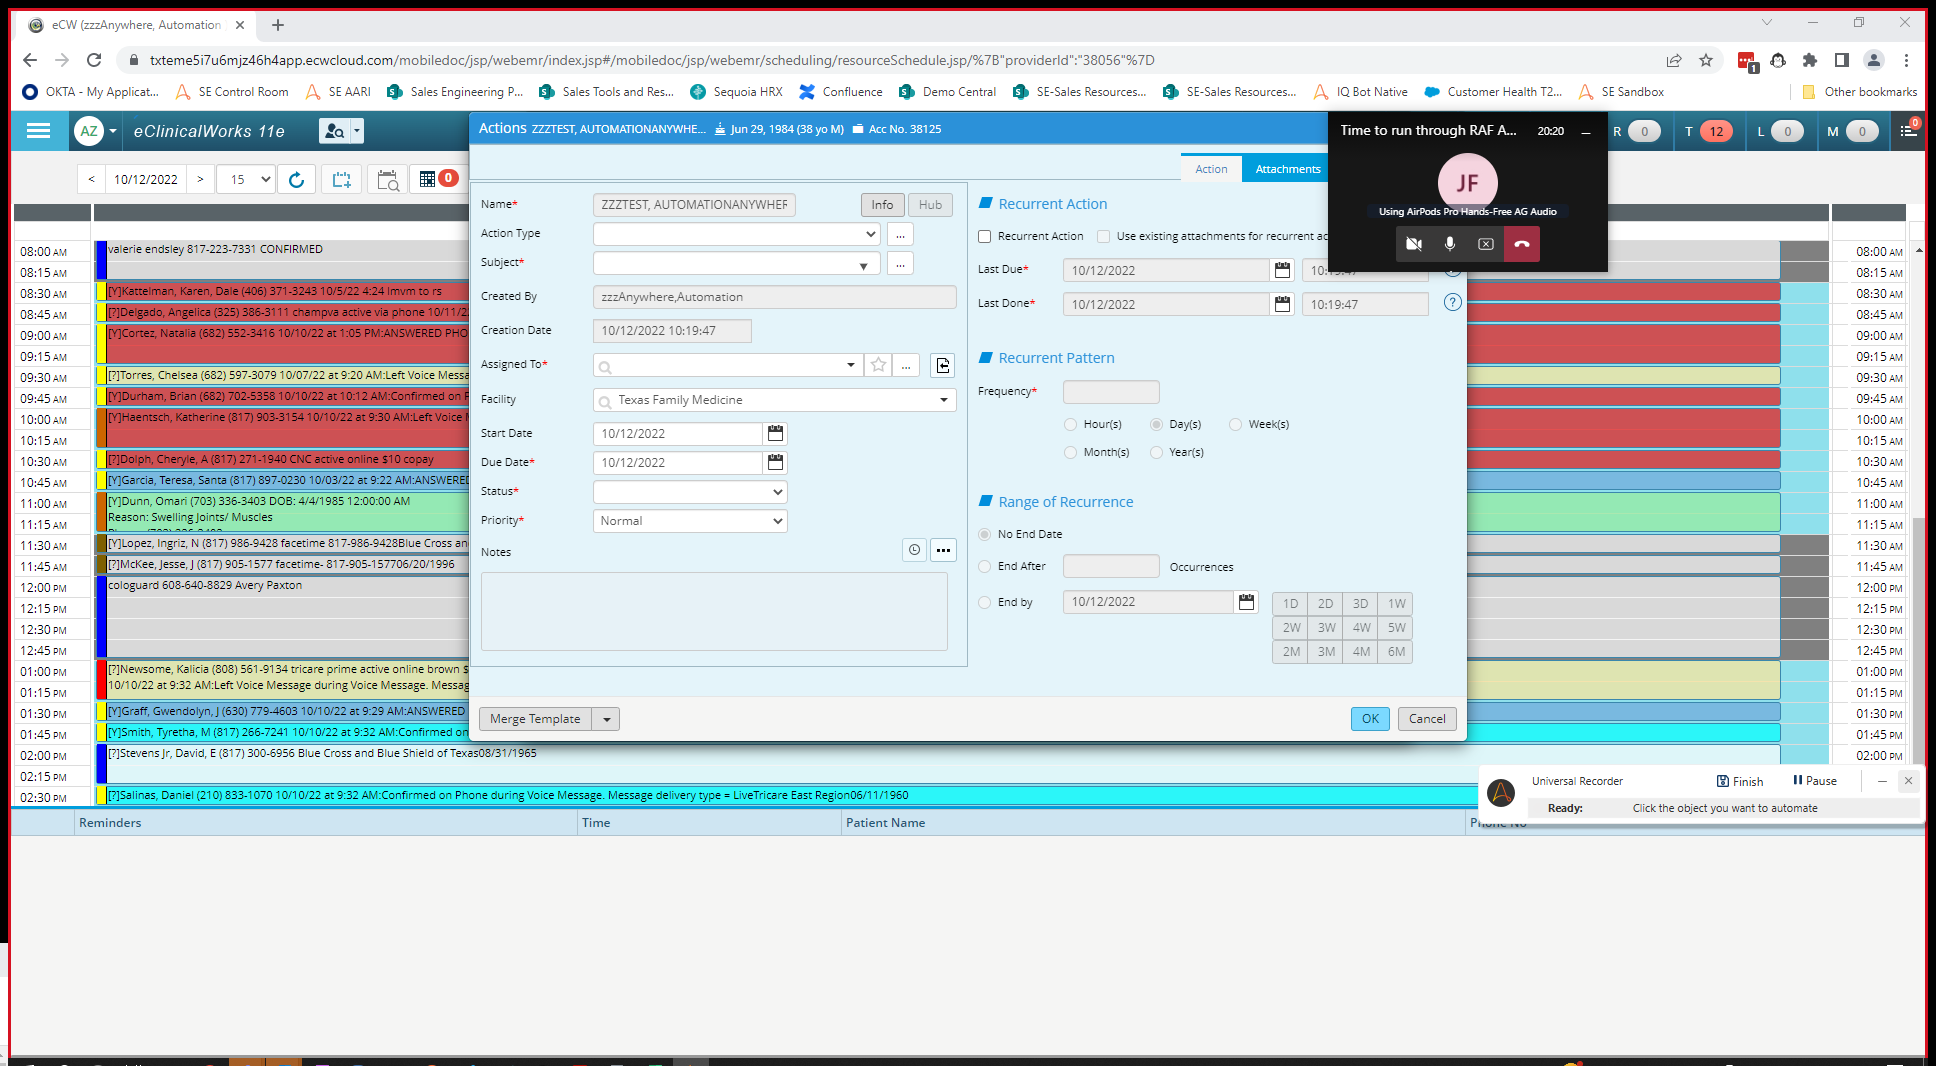 eCW (zzzAnywhere, Automation
txteme5i7u6mjz46h4app.ecwcloud.com/mobiledoc/jsp/webemr/index.jsp#/mobiledoc/jsp/webemr/scheduling/resourceSchedule.jsp/%7B"providerId":"38056"%7D
1
OKTA - My Applicat...
SE Control Room
SE AARI
Sales Engineering P...
Sales Tools and Res...
Sequoia HRX
Confluence
Demo Central
SE-Sales Resources...
SE-Sales Resources...
IQ Bot Native
Customer Health T2...
SE Sandbox
Other bookmarks
AZ
eClinicalWorks 11e
Actions ZZZTEST, AUTOMATIONANYWHE... Jun 29, 1984 (38 yo M) Acc No. 38125
Time to run through RAF A... 20:20
JF
Using AirPods Pro Hands-Free AG Audio
R 0
T 12
L 0
M 0
0
< 10/12/2022 > 15
0
Action
Attachments
Name*
ZZZTEST, AUTOMATIONANYWHER
Info
Hub
Action Type
...
Subject*
...
Created By
zzzAnywhere,Automation
Creation Date
10/12/2022 10:19:47
Assigned To*
...
Facility
Texas Family Medicine
Start Date
10/12/2022
Due Date*
10/12/2022
Status*
Priority*
Normal
Notes
Recurrent Action
Recurrent Action
Use existing attachments for recurrent ac
Last Due*
10/12/2022
10:19:47
Last Done*
10/12/2022
10:19:47
?
Recurrent Pattern
Frequency*
Hour(s)
Day(s)
Week(s)
Month(s)
Year(s)
Range of Recurrence
No End Date
End After
Occurrences
End by
10/12/2022
1D 2D 3D 1W
2W 3W 4W 5W
2M 3M 4M 6M
Merge Template
OK
Cancel
08:00 AM
valerie endsley 817-223-7331 CONFIRMED
08:00 AM
08:15 AM
08:15 AM
08:30 AM
[Y]Kattelman, Karen, Dale (406) 371-3243 10/5/22 4:24 lmvm to rs
08:30 AM
08:45 AM
[?]Delgado, Angelica (325) 386-3111 champva active via phone 10/11/2
08:45 AM
09:00 AM
[Y]Cortez, Natalia (682) 552-3416 10/10/22 at 1:05 PM:ANSWERED PHO
09:00 AM
09:15 AM
09:15 AM
09:30 AM
[?]Torres, Chelsea (682) 597-3079 10/07/22 at 9:20 AM:Left Voice Messa
09:30 AM
09:45 AM
[Y]Durham, Brian (682) 702-5358 10/10/22 at 10:12 AM:Confirmed on P
09:45 AM
10:00 AM
[Y]Haentsch, Katherine (817) 903-3154 10/10/22 at 9:30 AM:Left Voice M
10:00 AM
10:15 AM
10:15 AM
10:30 AM
[?]Dolph, Cheryle, A (817) 271-1940 CNC active online $10 copay
10:30 AM
10:45 AM
[Y]Garcia, Teresa, Santa (817) 897-0230 10/03/22 at 9:22 AM:ANSWERED
10:45 AM
11:00 AM
[Y]Dunn, Omari (703) 336-3403 DOB: 4/4/1985 12:00:00 AM
11:00 AM
11:15 AM
Reason: Swelling Joints/ Muscles
11:15 AM
11:30 AM
[Y]Lopez, Ingriz, N (817) 986-9428 facetime 817-986-9428Blue Cross an
11:30 AM
11:45 AM
[?]McKee, Jesse, J (817) 905-1577 facetime- 817-905-157706/20/1996
11:45 AM
12:00 PM
cologuard 608-640-8829 Avery Paxton
12:00 PM
12:15 PM
12:15 PM
12:30 PM
12:30 PM
12:45 PM
12:45 PM
01:00 PM
[?]Newsome, Kalicia (808) 561-9134 tricare prime active online brown $
01:00 PM
01:15 PM
10/10/22 at 9:32 AM:Left Voice Message during Voice Message. Messag
01:15 PM
01:30 PM
[Y]Graff, Gwendolyn, J (630) 779-4603 10/10/22 at 9:29 AM:ANSWERED
01:30 PM
01:45 PM
[Y]Smith, Tyretha, M (817) 266-7241 10/10/22 at 9:32 AM:Confirmed on
01:45 PM
02:00 PM
[?]Stevens Jr, David, E (817) 300-6956 Blue Cross and Blue Shield of Texas08/31/1965
02:00 PM
02:15 PM
02:30 PM
[?]Salinas, Daniel (210) 833-1070 10/10/22 at 9:32 AM:Confirmed on Phone during Voice Message. Message delivery type = LiveTricare East Region06/11/1960
Universal Recorder
Finish
Pause
Ready:
Click the object you want to automate
Reminders
Time
Patient Name
Phone No